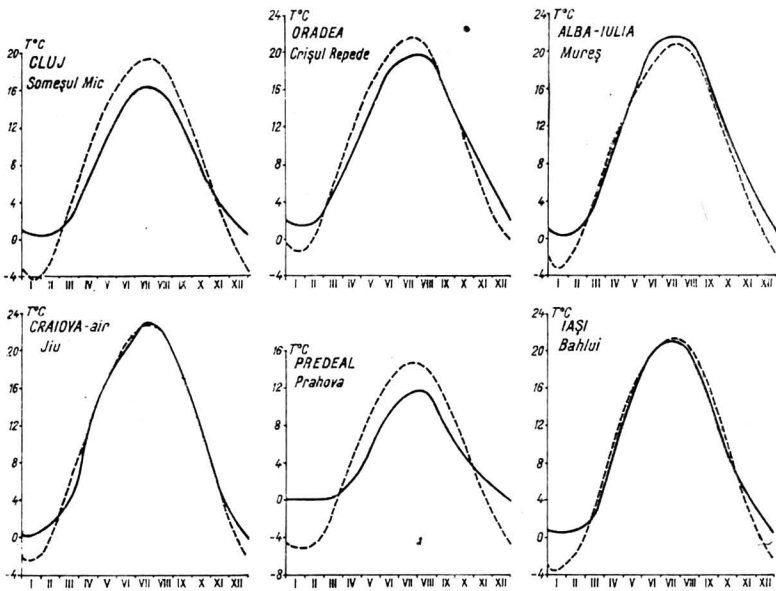 T°C
CLUJ
Someşul Mic
20
16
12
8
4
0
-4
I II III IV V VI VII VIII IX X XI XII
T°C
ORADEA
Crişul Repede
24
20
16
12
8
4
0
-4
I II III IV V VI VII VIII IX X XI XII
T°C
ALBA-IULIA
Mureş
24
20
16
12
8
4
0
-4
I II III IV V VI VII VIII IX X XI XII
T°C
CRAIOVA-air
Jiu
24
20
16
12
8
4
0
-4
I II III IV V VI VII VIII IX X XI XII
T°C
PREDEAL
Prahova
16
12
8
4
0
-4
-8
I II III IV V VI VII VIII IX X XI XII
T°C
IAŞI
Bahlui
24
20
16
12
8
4
0
-4
I II III IV V VI VII VIII IX X XI XII